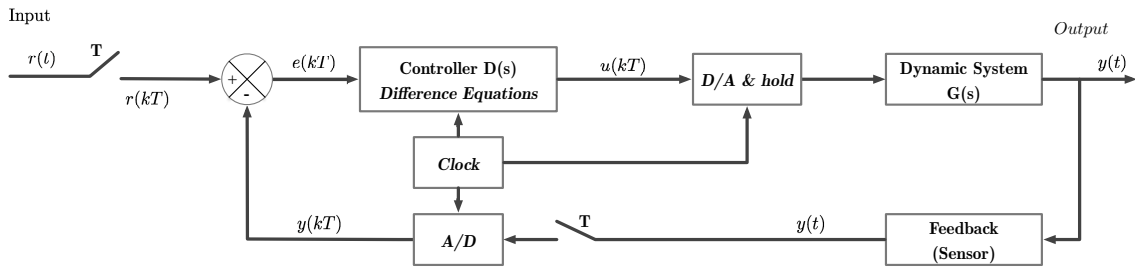 Input
Output
r(t)
T
r(kT)
+
-
e(kT)
Controller D(s)
Difference Equations
u(kT)
D/A & hold
Dynamic System
G(s)
y(t)
Clock
y(kT)
A/D
T
y(t)
Feedback
(Sensor)